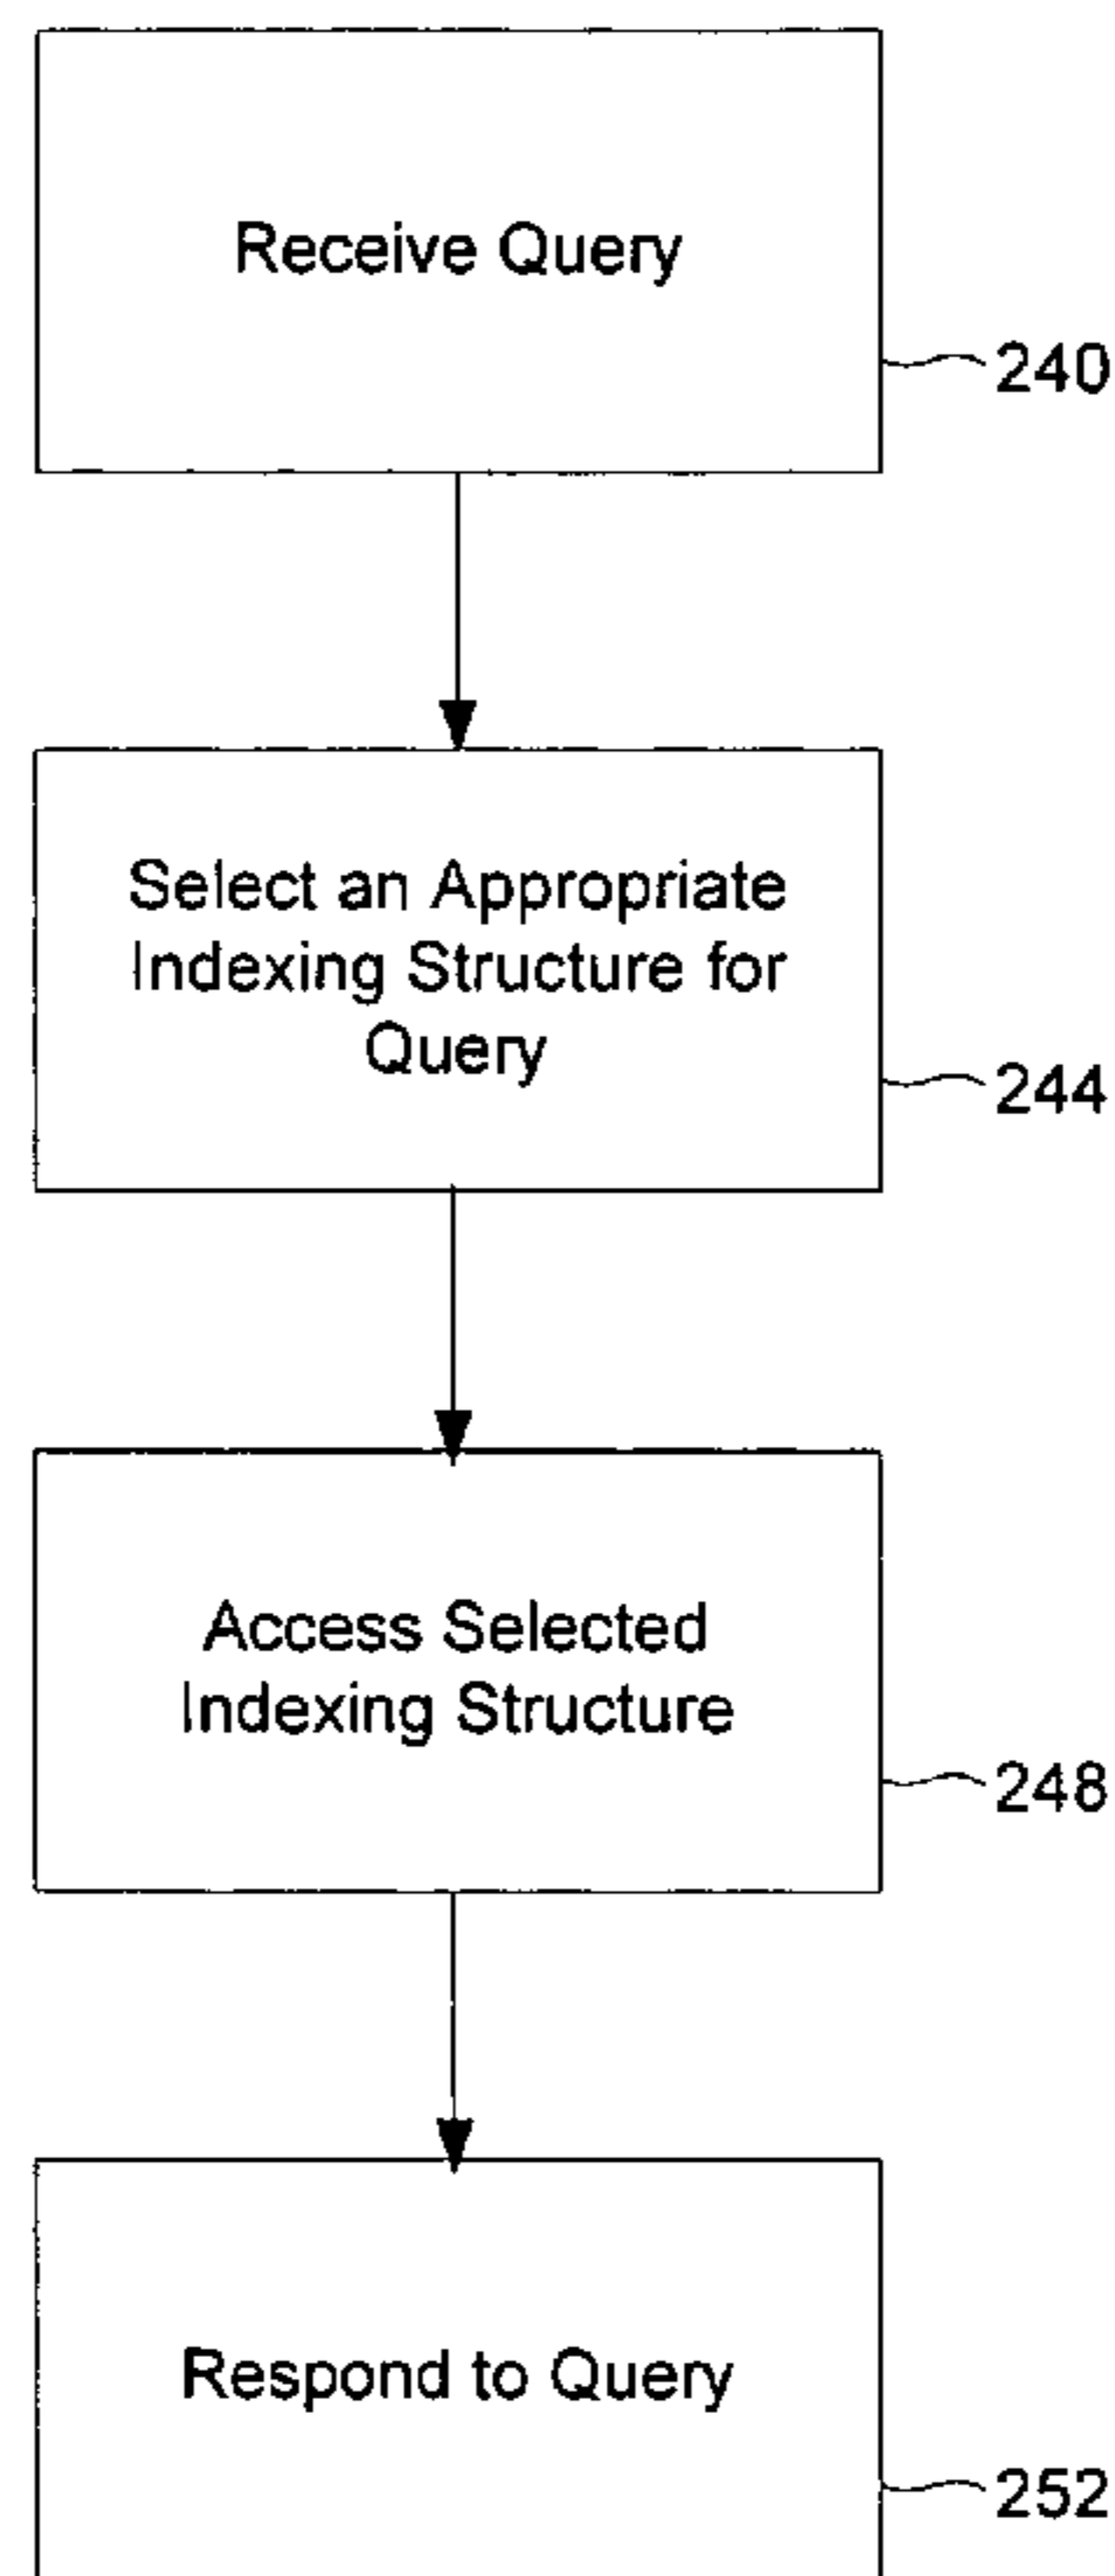 Receive Query
240
Select an Appropriate
Indexing Structure for
Query
244
Access Selected
Indexing Structure
248
Respond to Query
252